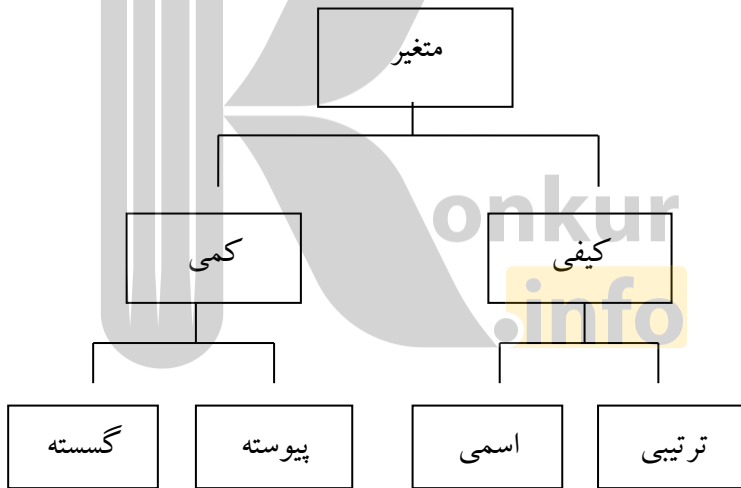 متغیر
کیفی
کمی
ترتیبی
اسمی
پیوسته
گسسته
Konkur
.info